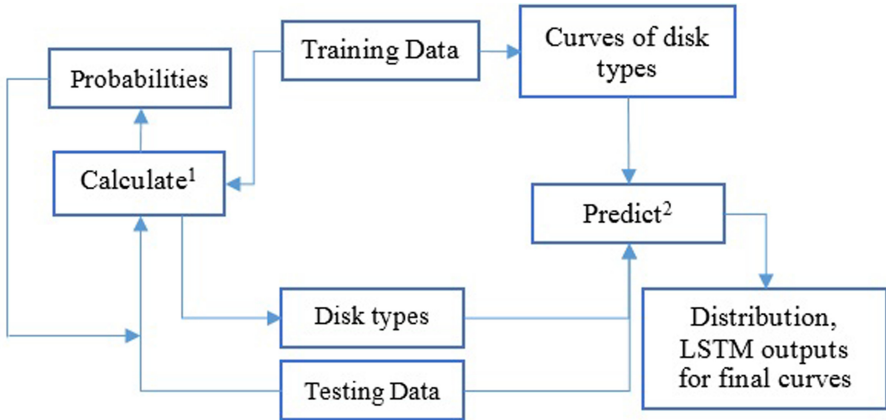 Training Data
Curves of disk
types
Probabilities
Calculate¹
Predict²
Disk types
Distribution,
LSTM outputs
for final curves
Testing Data